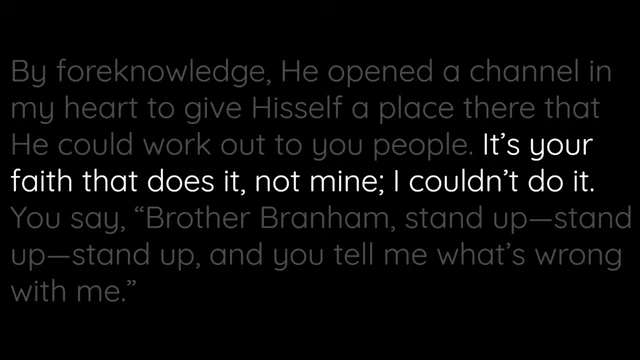 By foreknowledge, He opened a channel in
my heart to give Hisself a place there that
He could work out to you people. It's your
faith that does it, not mine; I couldn't do it.
You say, “Brother Branham, stand up—stand
up—stand up, and you tell me what's wrong
with me.”